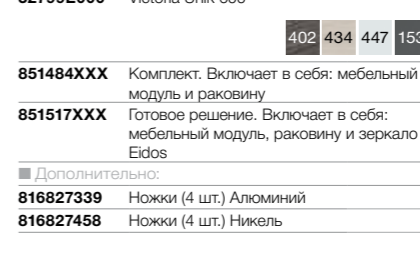 402 434 447 153
851484XXX Комплект. Включает в себя: мебельный
модуль и раковину
851517XXX Готовое решение. Включает в себя:
мебельный модуль, раковину и зеркало
Eidos
Дополнительно:
816827339 Ножки (4 шт.) Алюминий
816827458 Ножки (4 шт.) Никель